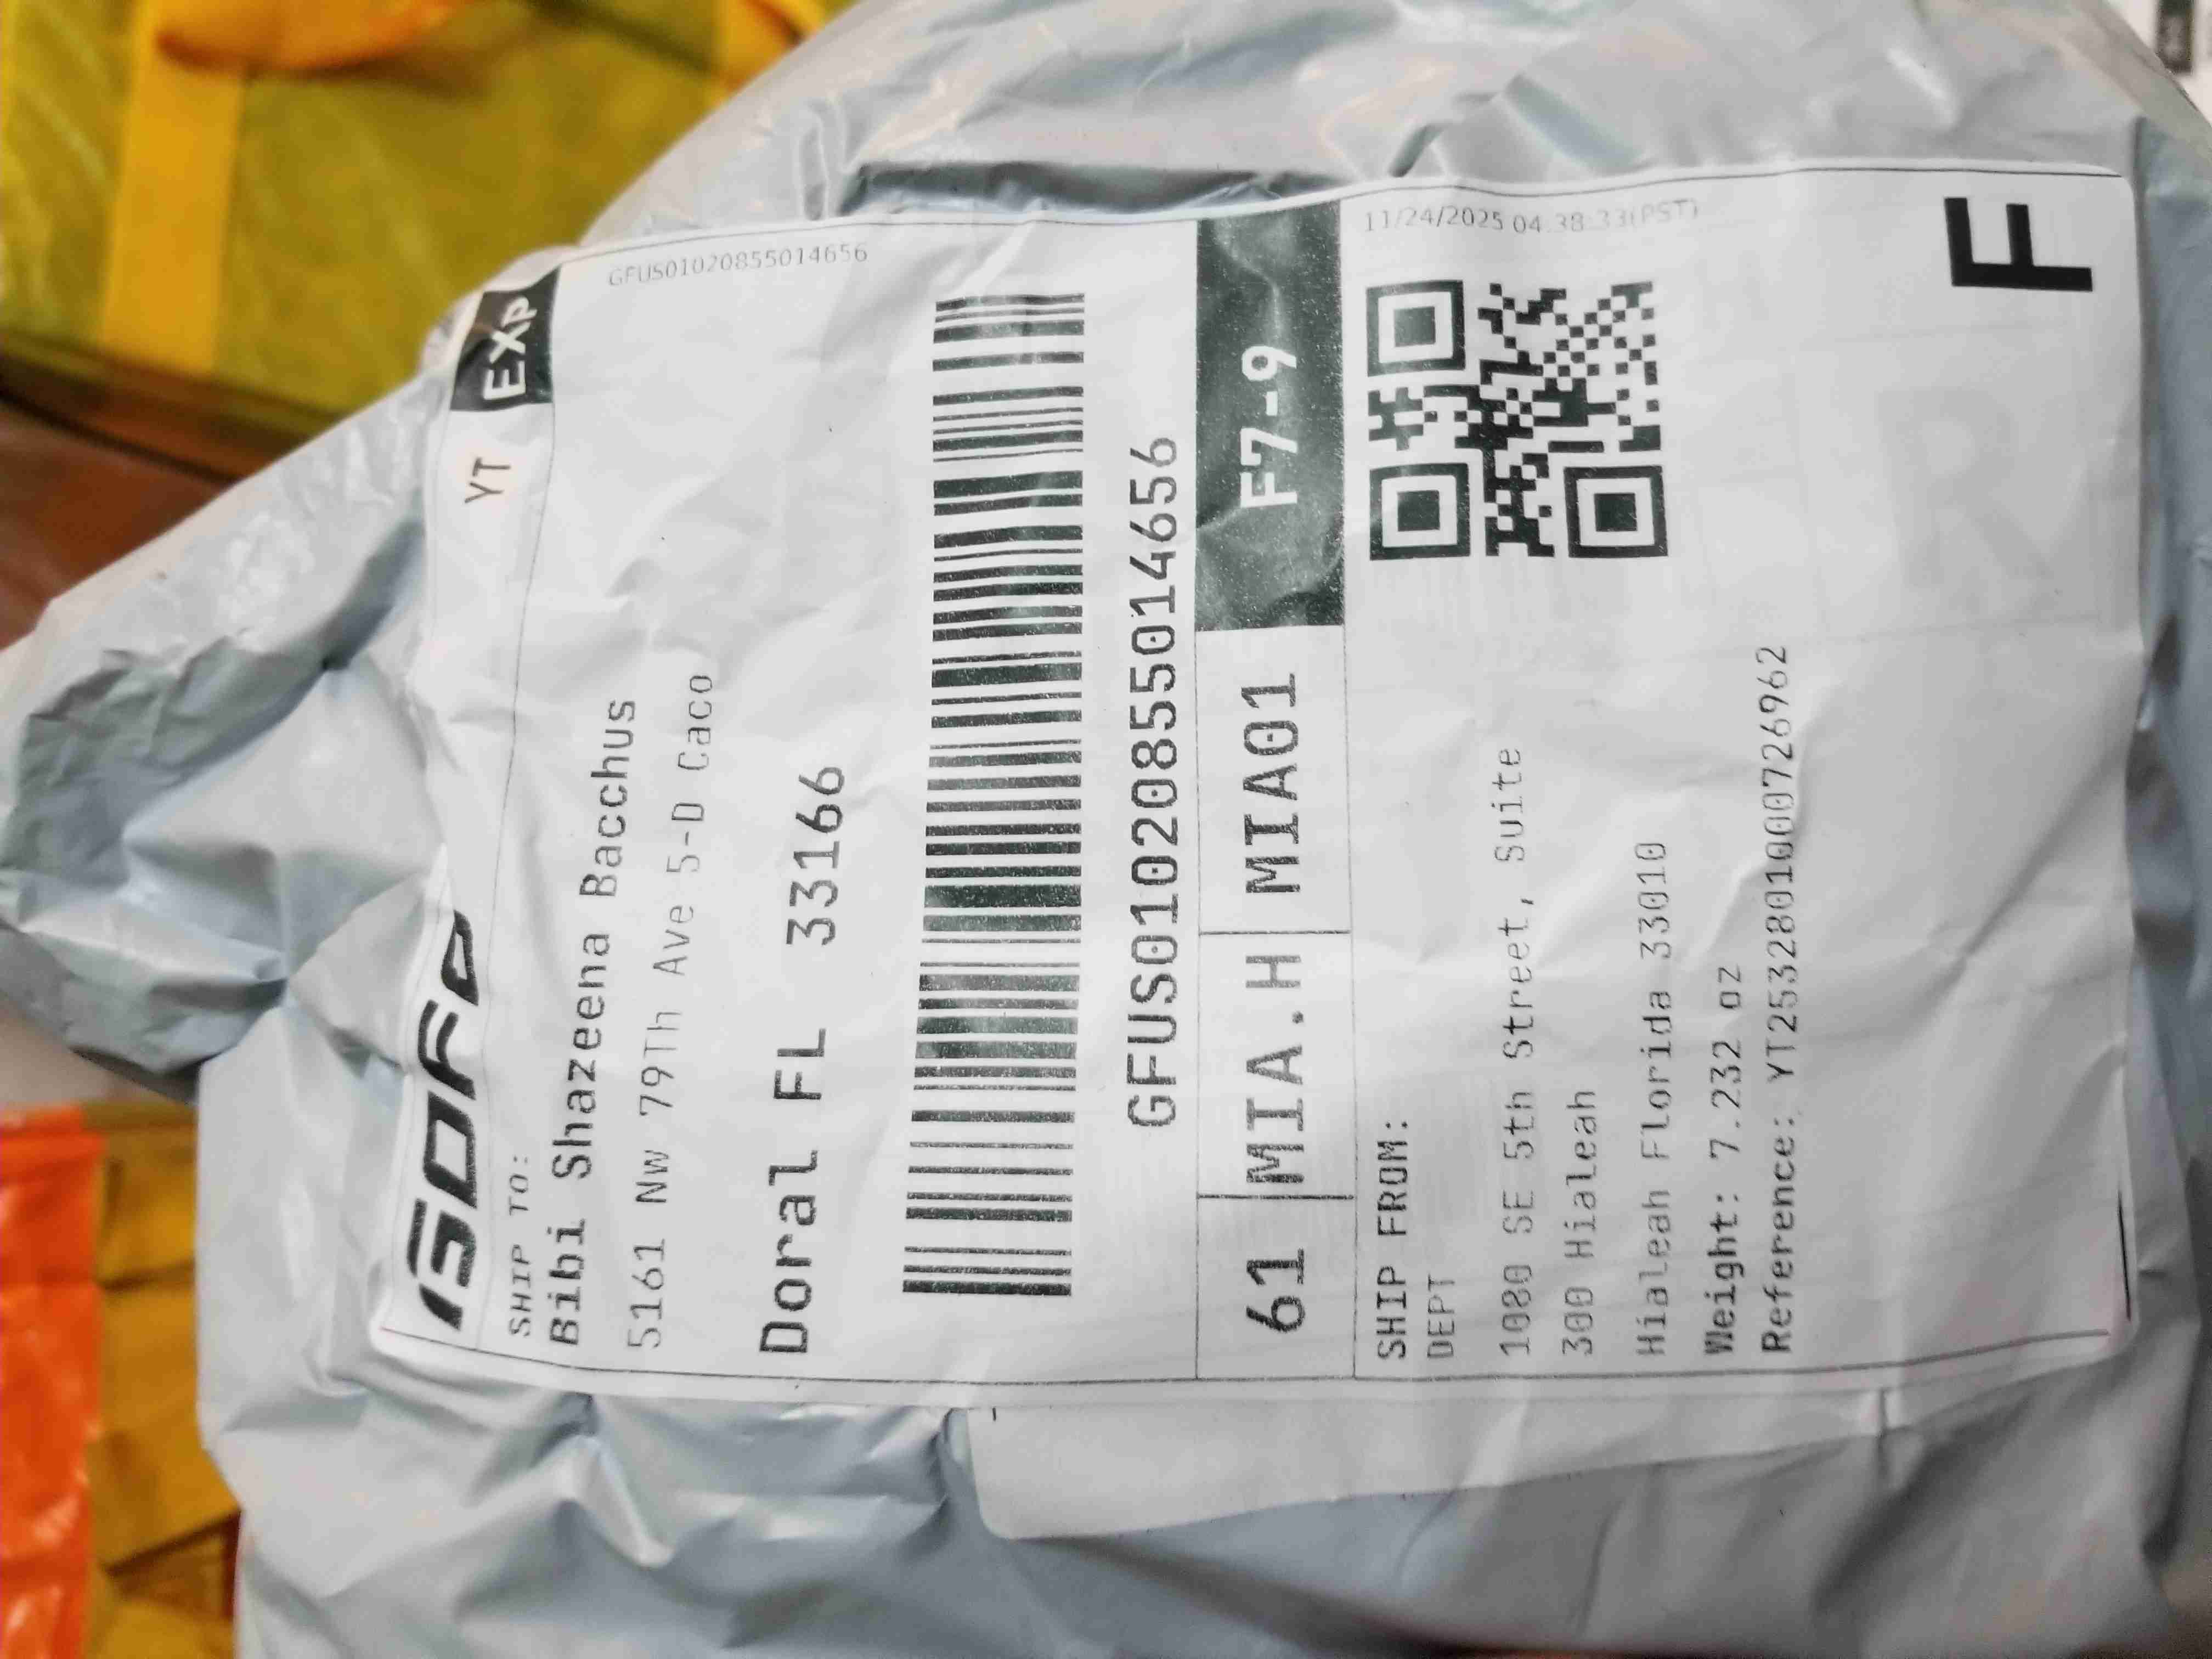 GOFO
YT EXP
SHIP TO:
GFUS01020855014656
Bibi Shazeena Bacchus
5161 Nw 79Th Ave 5-D Caco
Doral FL 33166
GFUS01020855014656
61 MIA.H MIA01 F7-9
SHIP FROM:
11/24/2025 04:38:33(PST)
DEPT
1080 SE 5th Street, Suite
300 Hialeah
Hialeah Florida 33010
Weight: 7.232 oz
Reference: YT2532801000726962
F